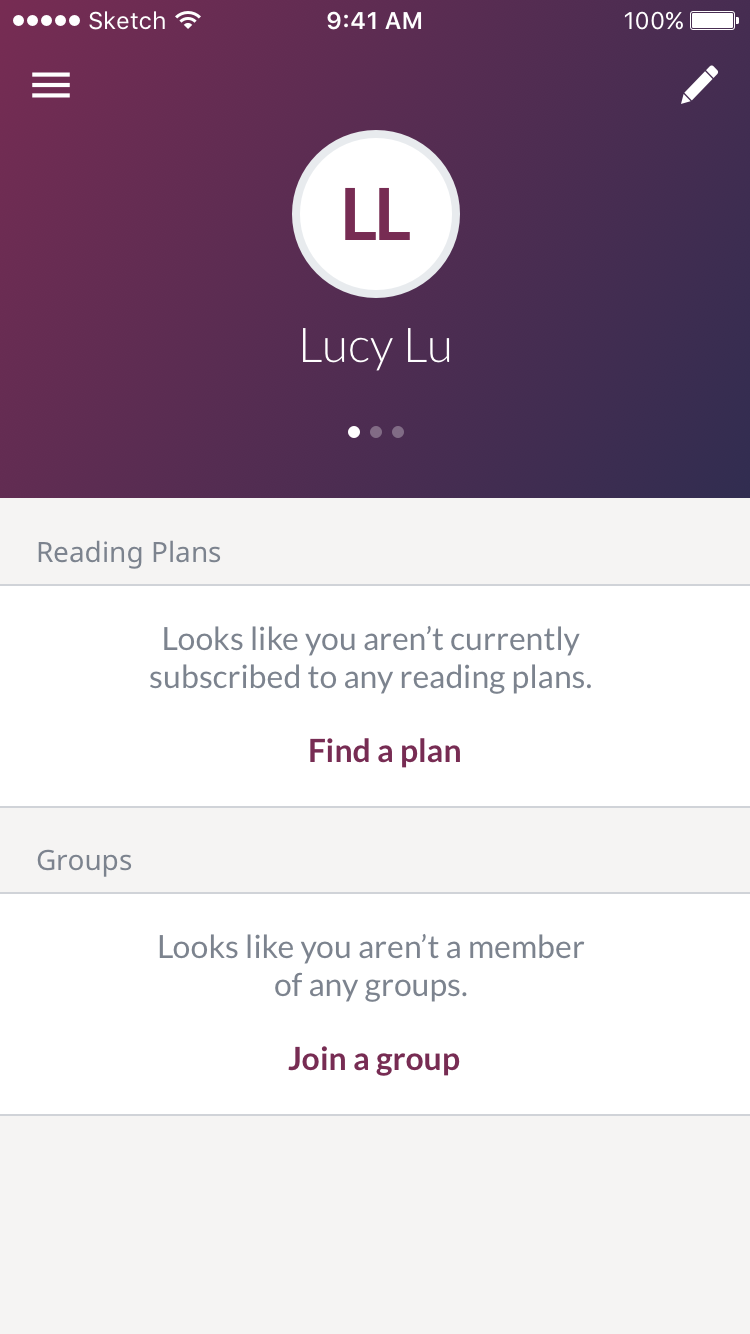 Sketch 9:41 AM 100%
LL
Lucy Lu
Reading Plans
Looks like you aren’t currently
subscribed to any reading plans.
Find a plan
Groups
Looks like you aren’t a member
of any groups.
Join a group